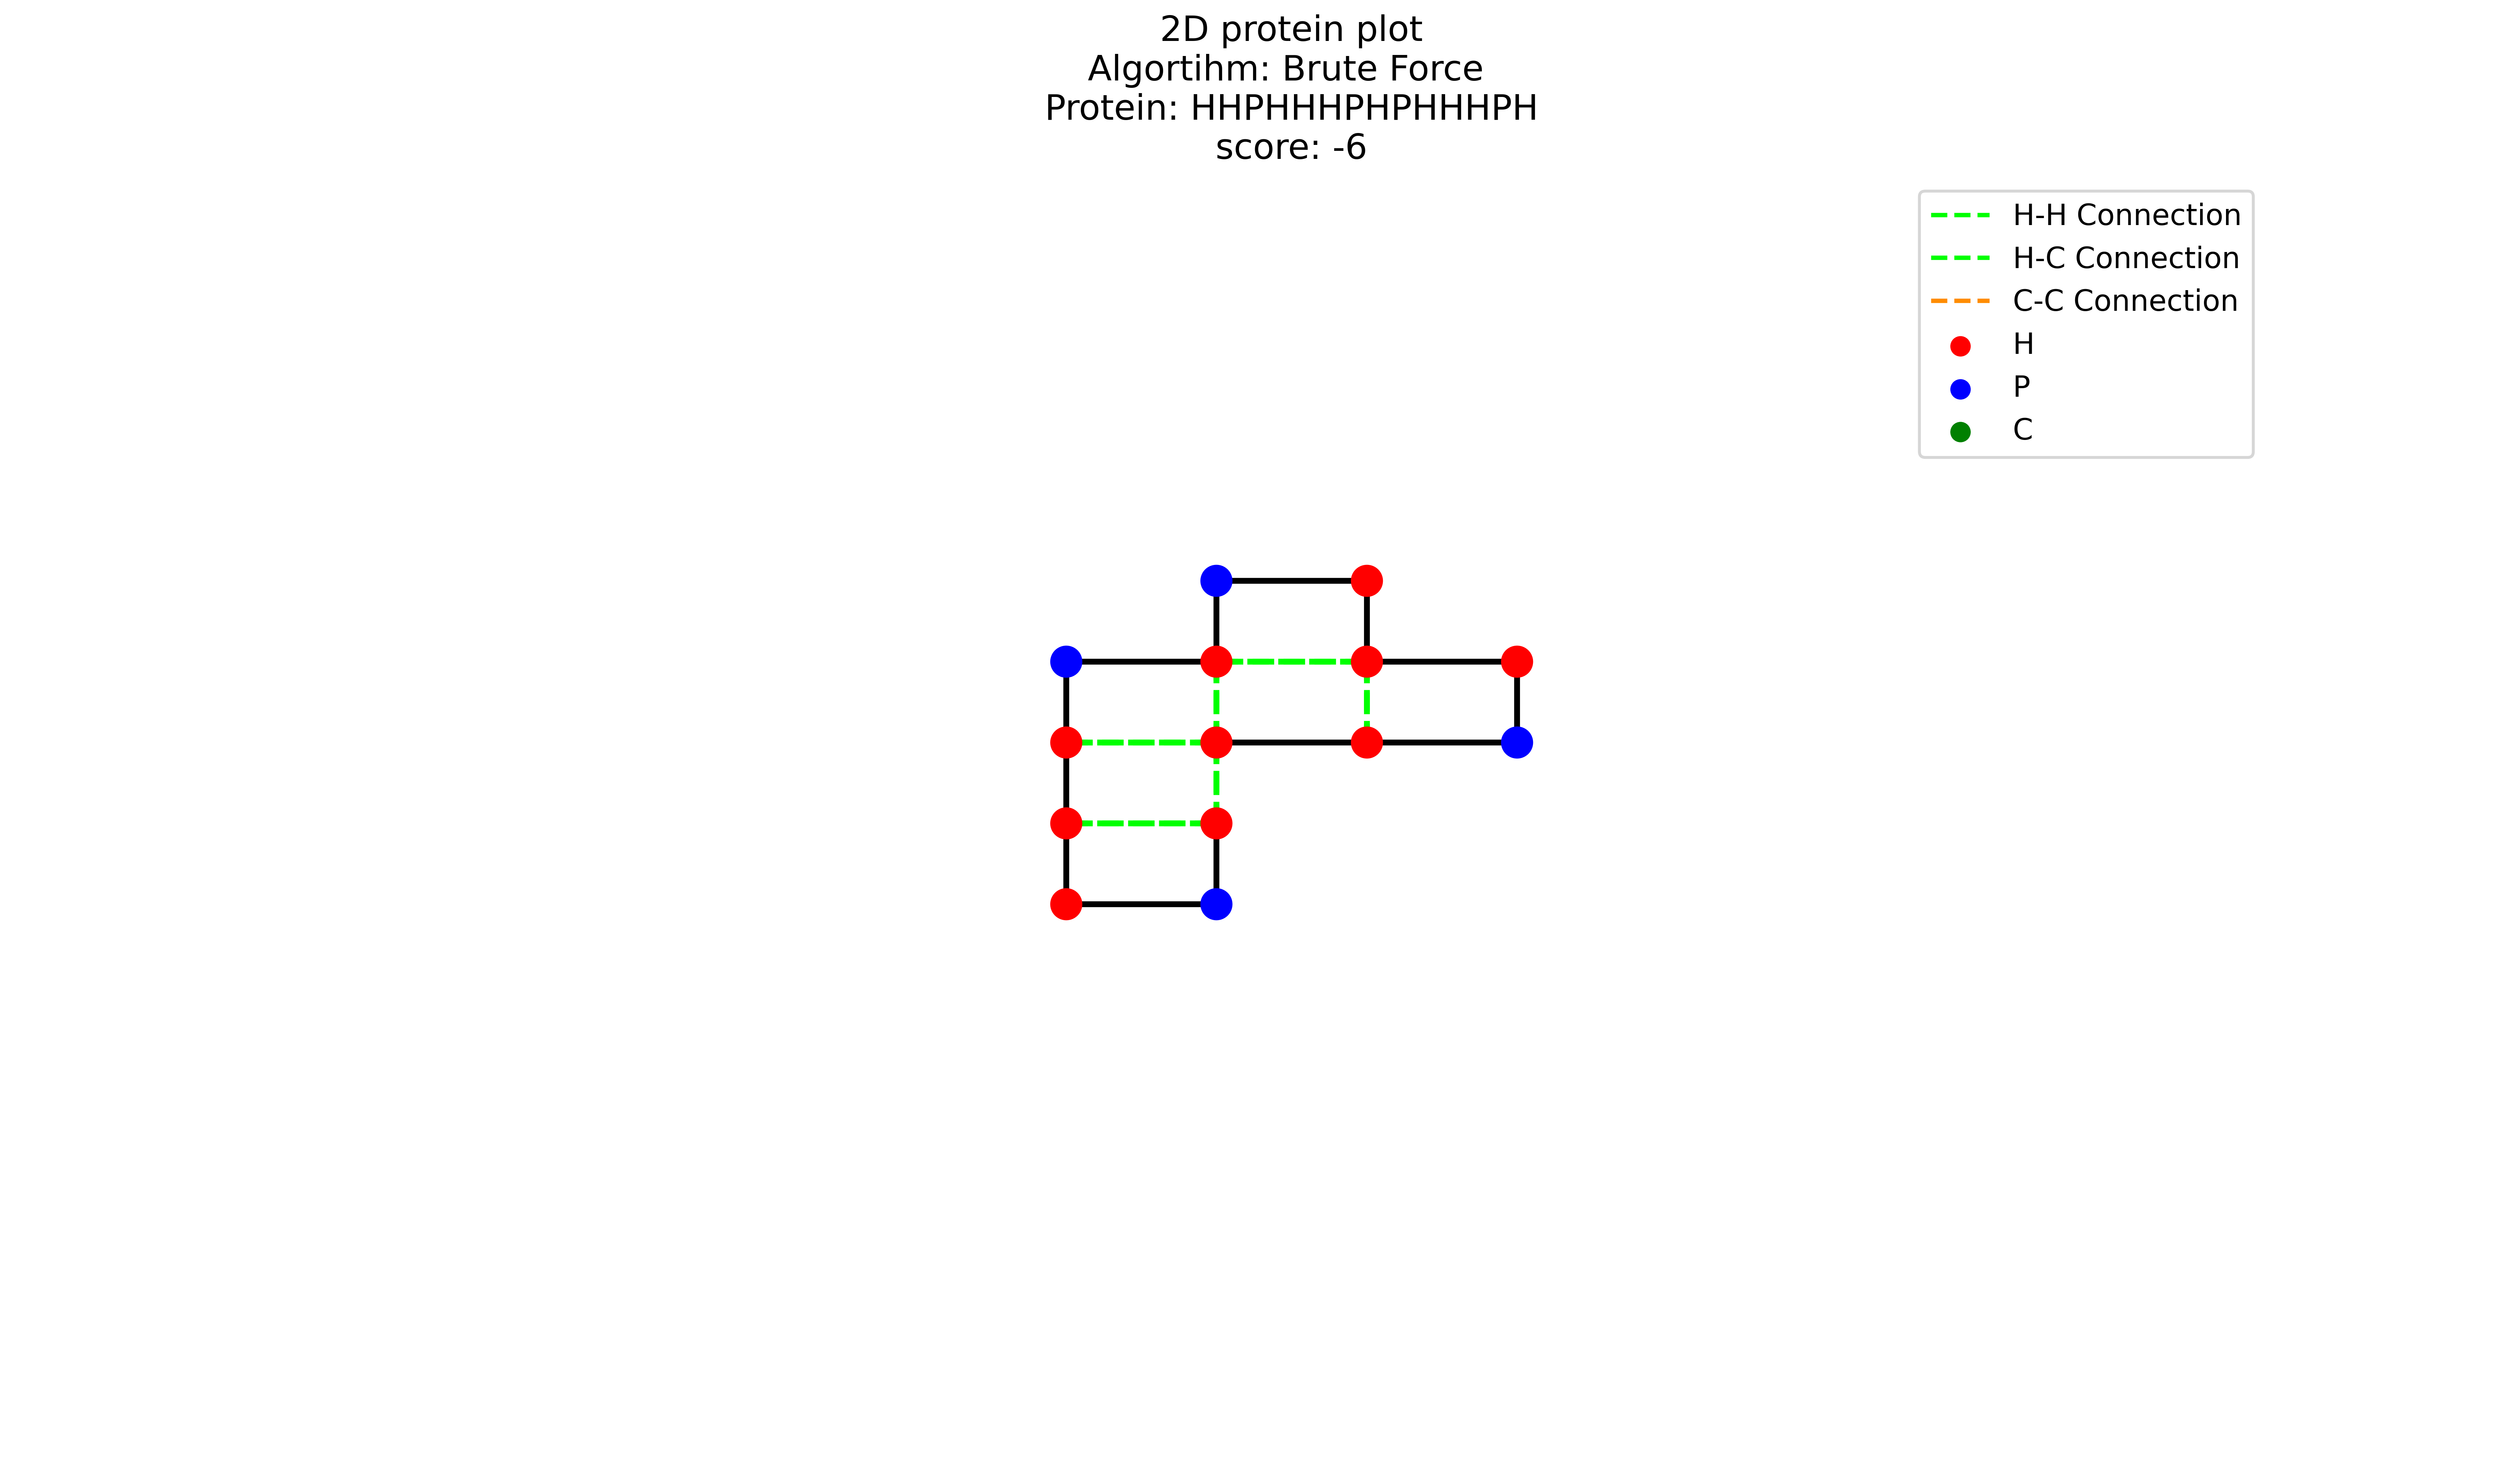 2D protein plot
Algortihm: Brute Force
Protein: HHPHHHPHPHHHPH
score: -6
H-H Connection
H-C Connection
C-C Connection
H
P
C